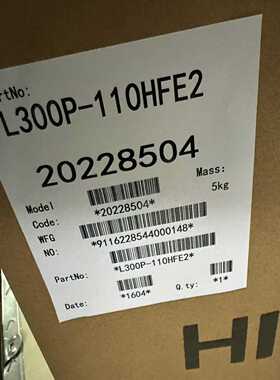 PartNo:
L300P-110HFE2
20228504
Model
Code:
*20228504*
Mass:
5kg
WFG
NO:
*9116228544000148*
PartNo:
*L300P-110HFE2*
Date:
*1604*
Q.ty:
*1*
HI